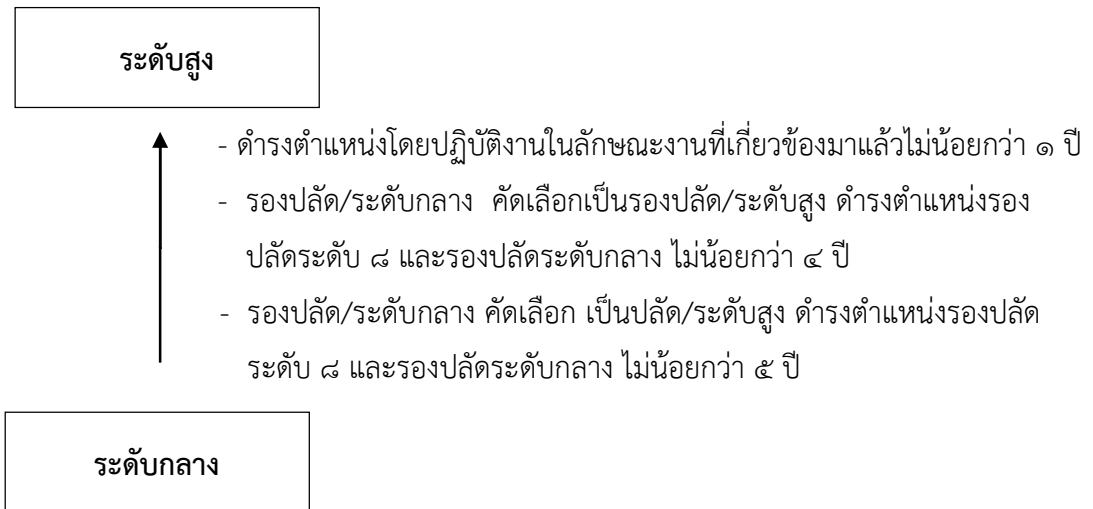 ระดับสูง
- ดำรงตำแหน่งโดยปฏิบัติงานในลักษณะงานที่เกี่ยวข้องมาแล้วไม่น้อยกว่า ๑ ปี
- รองปลัด/ระดับกลาง คัดเลือกเป็นรองปลัด/ระดับสูง ดำรงตำแหน่งรอง
ปลัดระดับ ๘ และรองปลัดระดับกลาง ไม่น้อยกว่า ๔ ปี
- รองปลัด/ระดับกลาง คัดเลือก เป็นปลัด/ระดับสูง ดำรงตำแหน่งรองปลัด
ระดับ ๘ และรองปลัดระดับกลาง ไม่น้อยกว่า ๕ ปี
ระดับกลาง